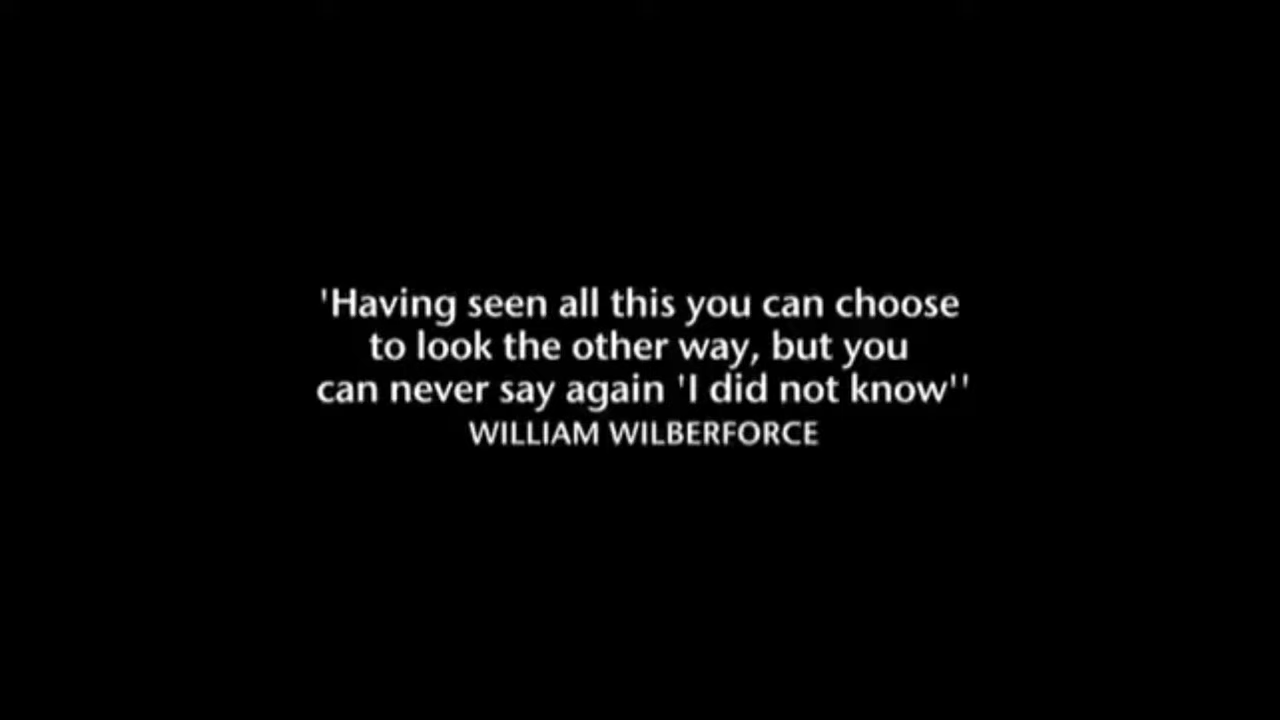 'Having seen all this you can choose
to look the other way, but you
can never say again 'I did not know''
WILLIAM WILBERFORCE